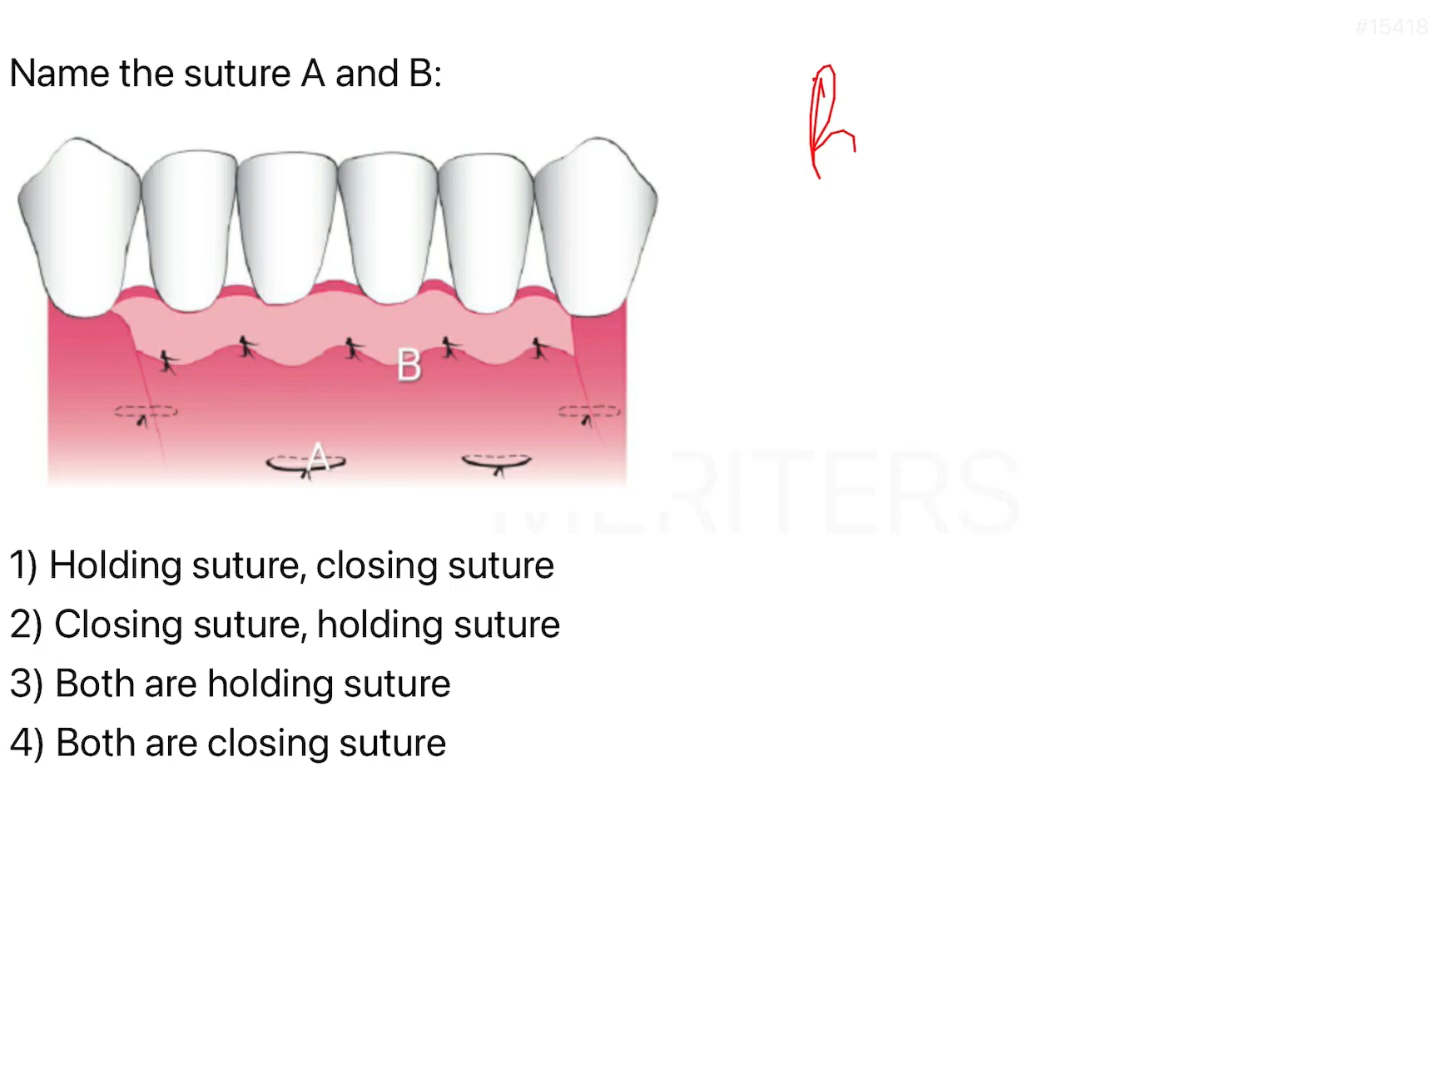 #15418
Name the suture A and B:
B
A
MERITERS
1) Holding suture, closing suture
2) Closing suture, holding suture
3) Both are holding suture
4) Both are closing suture